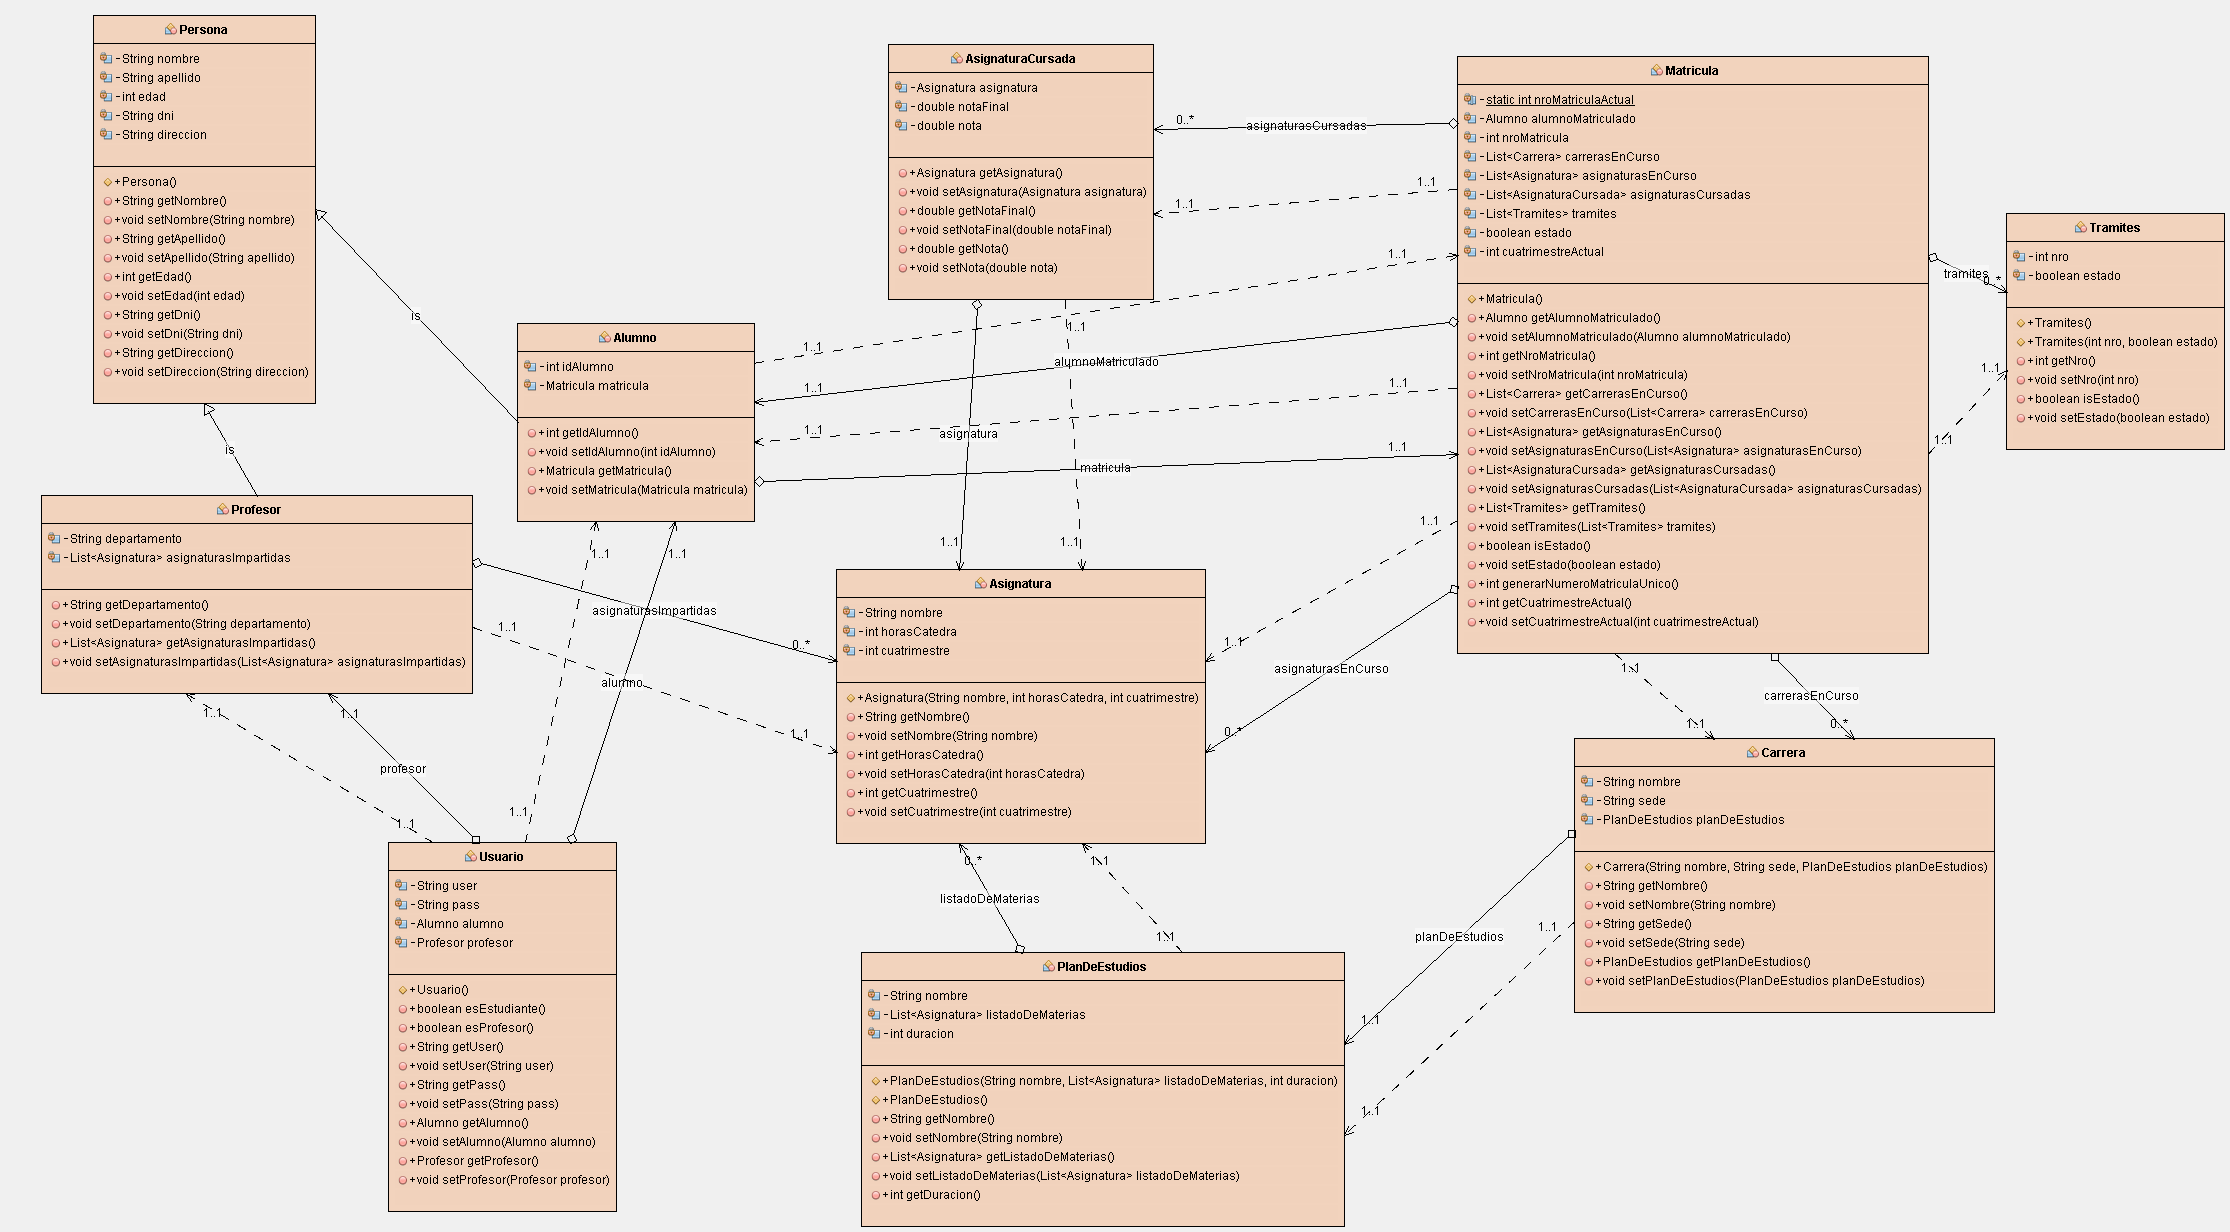 Persona
-String nombre
-String apellido
-int edad
-String dni
-String direccion
+Persona()
+String getNombre()
+void setNombre(String nombre)
+String getApellido()
+void setApellido(String apellido)
+int getEdad()
+void setEdad(int edad)
+String getDni()
+void setDni(String dni)
+String getDireccion()
+void setDireccion(String direccion)
is
is
Profesor
-String departamento
-List<Asignatura> asignaturasImpartidas
+String getDepartamento()
+void setDepartamento(String departamento)
+List<Asignatura> getAsignaturasImpartidas()
+void setAsignaturasImpartidas(List<Asignatura> asignaturasImpartidas)
Alumno
-int idAlumno
-Matricula matricula
+int getIdAlumno()
+void setIdAlumno(int idAlumno)
+Matricula getMatricula()
+void setMatricula(Matricula matricula)
1..1
1..1
1..1
1..1
asignaturasImpartidas
0..*
1..1
1..1
alumno
1..1
1..1
profesor
1..1
1..1
Usuario
-String user
-String pass
-Alumno alumno
-Profesor profesor
+Usuario()
+boolean esEstudiante()
+boolean esProfesor()
+String getUser()
+void setUser(String user)
+String getPass()
+void setPass(String pass)
+Alumno getAlumno()
+void setAlumno(Alumno alumno)
+Profesor getProfesor()
+void setProfesor(Profesor profesor)
AsignaturaCursada
-Asignatura asignatura
-double notaFinal
-double nota
+Asignatura getAsignatura()
+void setAsignatura(Asignatura asignatura)
+double getNotaFinal()
+void setNotaFinal(double notaFinal)
+double getNota()
+void setNota(double nota)
0..*
asignaturasCursadas
1..1
1..1
1..1
1..1
alumnoMatriculado
1..1
1..1
asignatura
matricula
1..1
1..1
1..1
1..1
1..1
asignaturasEnCurso
0..*
Asignatura
-String nombre
-int horasCatedra
-int cuatrimestre
+Asignatura(String nombre, int horasCatedra, int cuatrimestre)
+String getNombre()
+void setNombre(String nombre)
+int getHorasCatedra()
+void setHorasCatedra(int horasCatedra)
+int getCuatrimestre()
+void setCuatrimestre(int cuatrimestre)
0..*
1..1
listadoDeMaterias
1..1
PlanDeEstudios
-String nombre
-List<Asignatura> listadoDeMaterias
-int duracion
+PlanDeEstudios(String nombre, List<Asignatura> listadoDeMaterias, int duracion)
+PlanDeEstudios()
+String getNombre()
+void setNombre(String nombre)
+List<Asignatura> getListadoDeMaterias()
+void setListadoDeMaterias(List<Asignatura> listadoDeMaterias)
+int getDuracion()
Matricula
-static int nroMatriculaActual
-Alumno alumnoMatriculado
-int nroMatricula
-List<Carrera> carrerasEnCurso
-List<Asignatura> asignaturasEnCurso
-List<AsignaturaCursada> asignaturasCursadas
-List<Tramites> tramites
-boolean estado
-int cuatrimestreActual
+Matricula()
+Alumno getAlumnoMatriculado()
+void setAlumnoMatriculado(Alumno alumnoMatriculado)
+int getNroMatricula()
+void setNroMatricula(int nroMatricula)
+List<Carrera> getCarrerasEnCurso()
+void setCarrerasEnCurso(List<Carrera> carrerasEnCurso)
+List<Asignatura> getAsignaturasEnCurso()
+void setAsignaturasEnCurso(List<Asignatura> asignaturasEnCurso)
+List<AsignaturaCursada> getAsignaturasCursadas()
+void setAsignaturasCursadas(List<AsignaturaCursada> asignaturasCursadas)
+List<Tramites> getTramites()
+void setTramites(List<Tramites> tramites)
+boolean isEstado()
+void setEstado(boolean estado)
+int generarNumeroMatriculaUnico()
+int getCuatrimestreActual()
+void setCuatrimestreActual(int cuatrimestreActual)
tramites
0..*
1..1
1..1
Tramites
-int nro
-boolean estado
+Tramites()
+Tramites(int nro, boolean estado)
+int getNro()
+void setNro(int nro)
+boolean isEstado()
+void setEstado(boolean estado)
1..1
carrerasEnCurso
1..1
0..*
Carrera
-String nombre
-String sede
-PlanDeEstudios planDeEstudios
+Carrera(String nombre, String sede, PlanDeEstudios planDeEstudios)
+String getNombre()
+void setNombre(String nombre)
+String getSede()
+void setSede(String sede)
+PlanDeEstudios getPlanDeEstudios()
+void setPlanDeEstudios(PlanDeEstudios planDeEstudios)
1..1
planDeEstudios
1..1
1..1